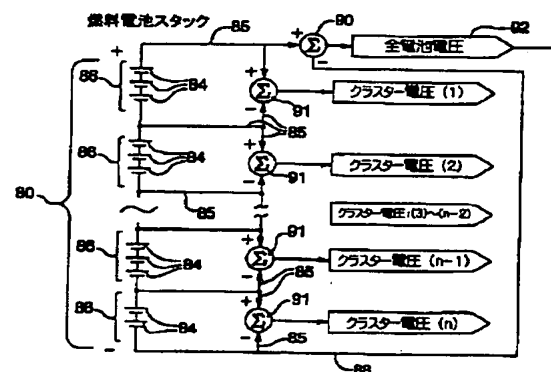 燃料電池スタック
85
90
92
+
+
Σ
全電池電圧
-
+
86
84
Σ
クラスター電圧 (1)
-
91
85
86
84
+
Σ
クラスター電圧 (2)
-
91
80
85
クラスター電圧:(3)~(n-2)
86
84
+
91
Σ
クラスター電圧 (n-1)
-
85
86
84
+
91
Σ
クラスター電圧 (n)
-
85
-
88